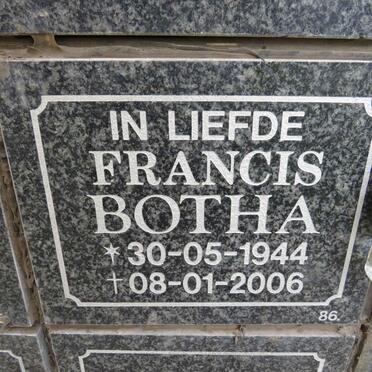 IN LIEFDE
FRANCIS
BOTHA
* 30-05-1944
† 08-01-2006
86.